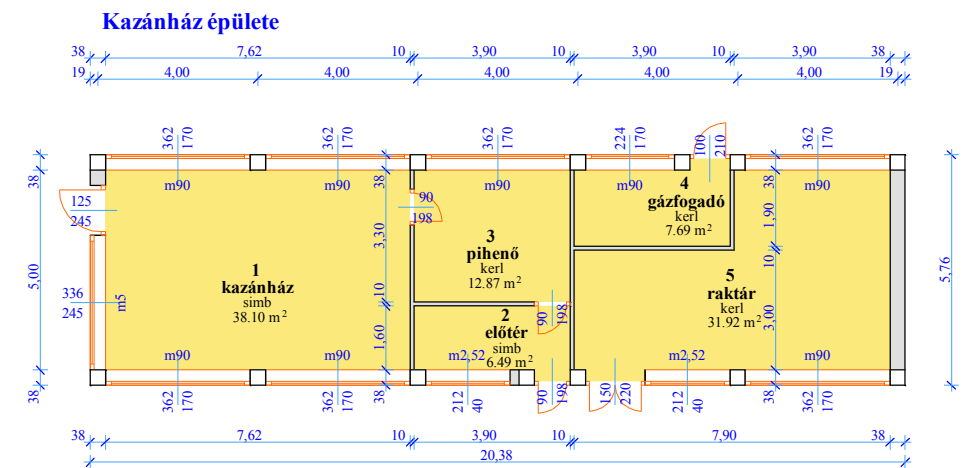 Kazánház épülete
38 7,62 10 3,90 10 3,90 10 3,90 38
19 4,00 4,00 4,00 4,00 4,00 19
362 170 362 170 362 170 224 170 100 210 362 170
38 m90 m90 38 m90 m90 m90 38
125 245
90 198
4
gázfogadó
kerl
7.69 m²
1,90
3,30
3
pihenő
kerl
12.87 m²
5,00
1
kazánház
simb
38.10 m²
5
raktár
kerl
31.92 m²
10
5,76
336 245
m5
10
3,00
2
előtér
simb
6.49 m²
90 198
1,60
m90 m90 m2,52 m2,52 m90
38 362 170 362 170 38 212 40 90 198 150 220 212 40 38 362 170 38
38 7,62 10 3,90 10 7,90 38
20,38